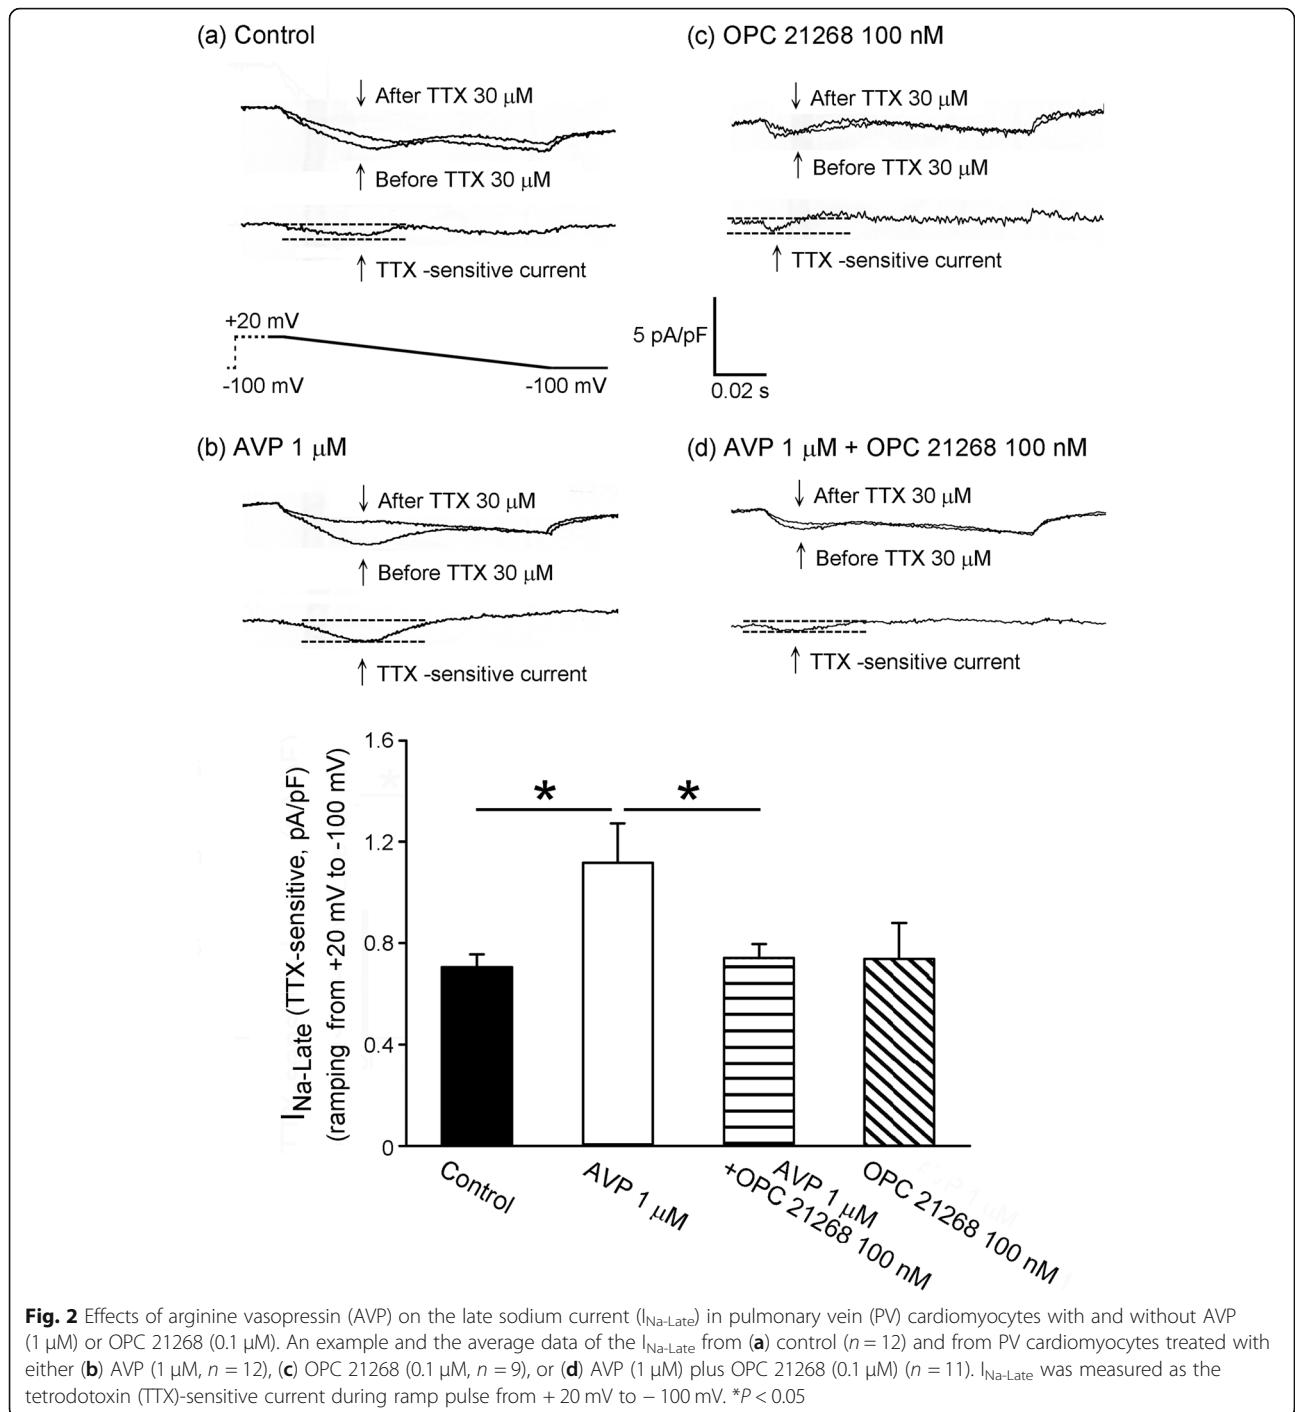 (a) Control
After TTX 30 μM
Before TTX 30 μM
TTX -sensitive current
+20 mV
-100 mV
-100 mV
(c) OPC 21268 100 nM
After TTX 30 μM
Before TTX 30 μM
TTX -sensitive current
5 pA/pF
0.02 s
(b) AVP 1 μM
After TTX 30 μM
Before TTX 30 μM
TTX -sensitive current
(d) AVP 1 μM + OPC 21268 100 nM
After TTX 30 μM
Before TTX 30 μM
TTX -sensitive current
INa-Late (TTX-sensitive, pA/pF)
(ramping from +20 mV to -100 mV)
1.6
1.2
0.8
0.4
0
*
*
Control
AVP 1 μM
AVP 1 μM
+OPC 21268 100 nM
OPC 21268 100 nM
Fig. 2 Effects of arginine vasopressin (AVP) on the late sodium current (INa-Late) in pulmonary vein (PV) cardiomyocytes with and without AVP
(1 μM) or OPC 21268 (0.1 μM). An example and the average data of the INa-Late from (a) control (n = 12) and from PV cardiomyocytes treated with
either (b) AVP (1 μM, n = 12), (c) OPC 21268 (0.1 μM, n = 9), or (d) AVP (1 μM) plus OPC 21268 (0.1 μM) (n = 11). INa-Late was measured as the
tetrodotoxin (TTX)-sensitive current during ramp pulse from + 20 mV to − 100 mV. *P < 0.05